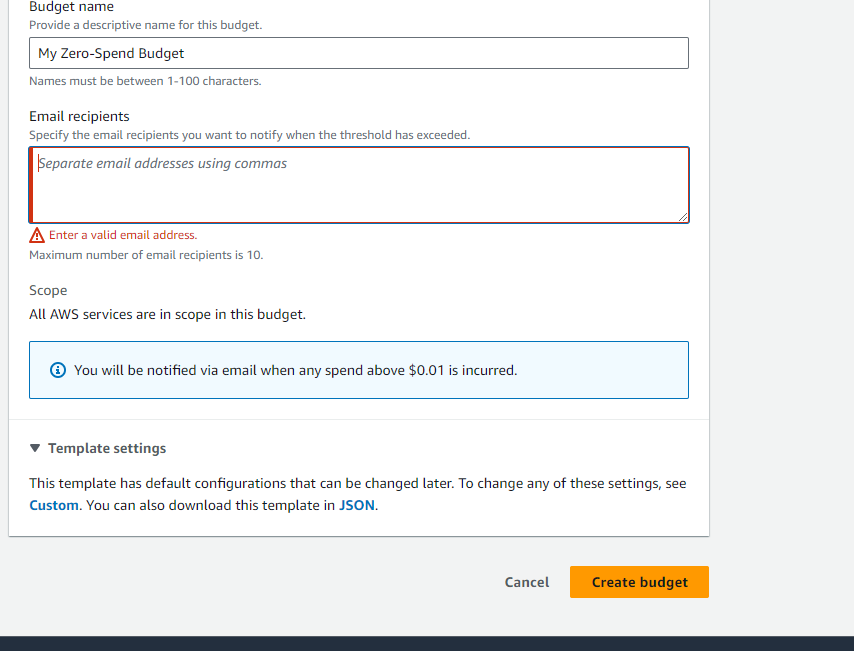 Budget name
Provide a descriptive name for this budget.
My Zero-Spend Budget
Names must be between 1-100 characters.
Email recipients
Specify the email recipients you want to notify when the threshold has exceeded.
Separate email addresses using commas
Enter a valid email address.
Maximum number of email recipients is 10.
Scope
All AWS services are in scope in this budget.
You will be notified via email when any spend above $0.01 is incurred.
Template settings
This template has default configurations that can be changed later. To change any of these settings, see
Custom. You can also download this template in JSON.
Cancel Create budget